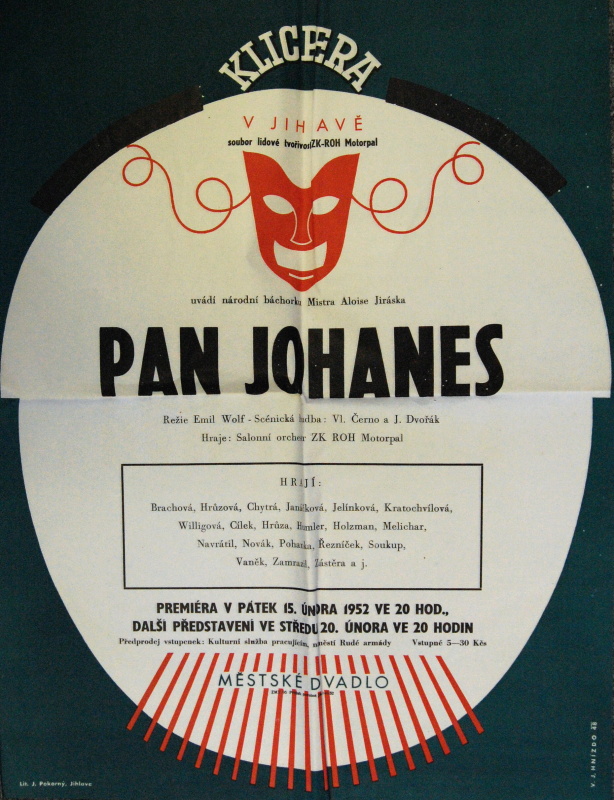 KLICPERA
V JIHLAVĚ
soubor lidové tvořivosti ZK-ROH Motorpal
uvádí národní báchorku Mistra Aloise Jiráska
PAN JOHANES
Režie Emil Wolf - Scénická hudba: Vl. Černo a J. Dvořák
Hraje: Salonní orchestr ZK ROH Motorpal
HRAJÍ:
Brachová, Hrůzová, Chytrá, Janáčková, Jelínková, Kratochvílová,
Willigová, Cílek, Hrůza, Holzman, Melichar,
Navrátil, Novák, Pohanka, Řezníček, Soukup,
Vaněk, Zamrazil, Zástěra a j.
PREMIÉRA V PÁTEK 15. ÚNORA 1952 VE 20 HOD.,
DALŠÍ PŘEDSTAVENÍ VE STŘEDU 20. ÚNORA VE 20 HODIN
Předprodej vstupenek: Kulturní služba pracujícím, náměstí Rudé armády Vstupné 5—30 Kčs
MĚSTSKÉ DIVADLO
Lit. J. Pokorný, Jihlava